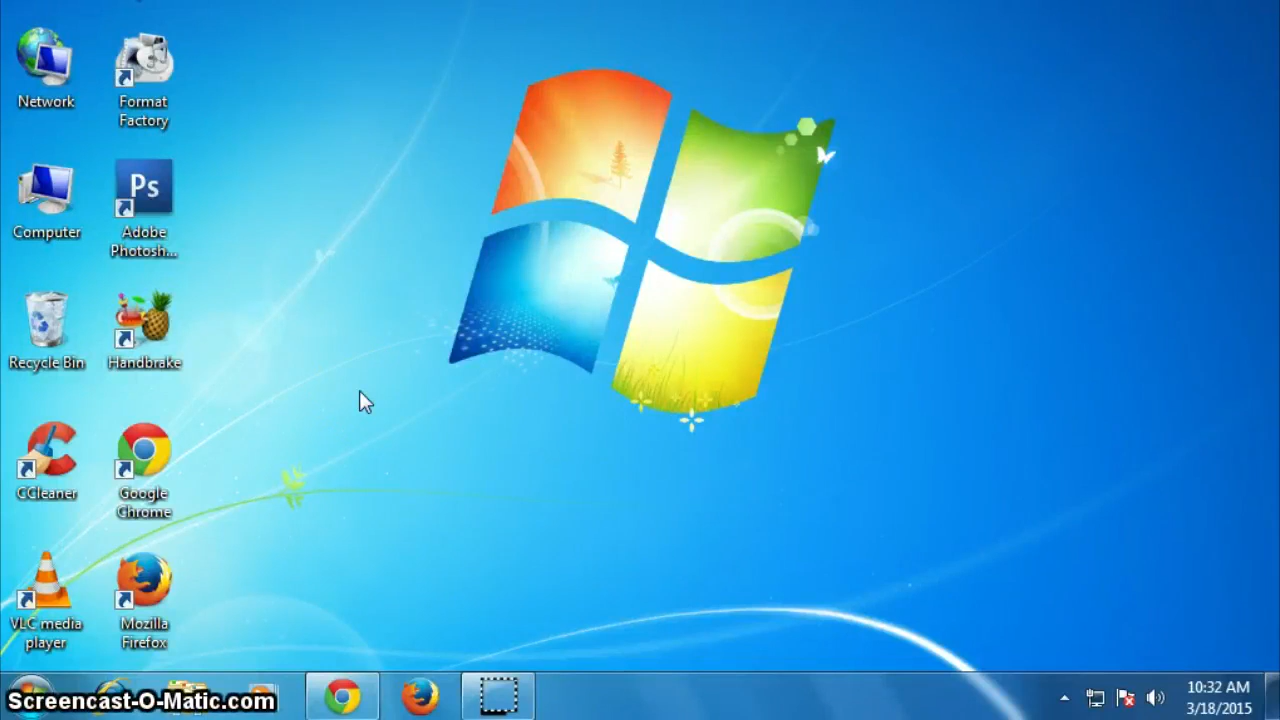 Network
Format
Factory
Computer
Ps
Adobe
Photosh...
Recycle Bin
Handbrake
CCleaner
Google
Chrome
VLC media
player
Mozilla
Firefox
Screencast-O-Matic.com
10:32 AM
3/18/2015